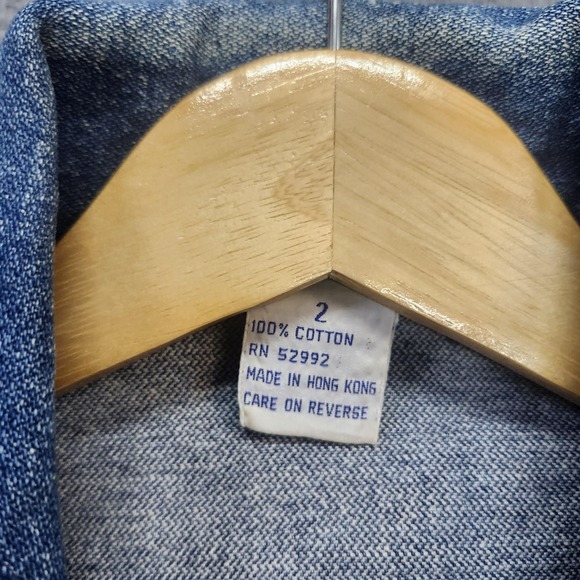 2
100% COTTON
RN 52992
MADE IN HONG KONG
CARE ON REVERSE